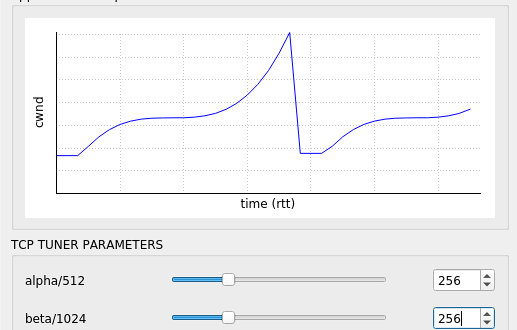 cwnd
time (rtt)
TCP TUNER PARAMETERS
alpha/512
256
beta/1024
256